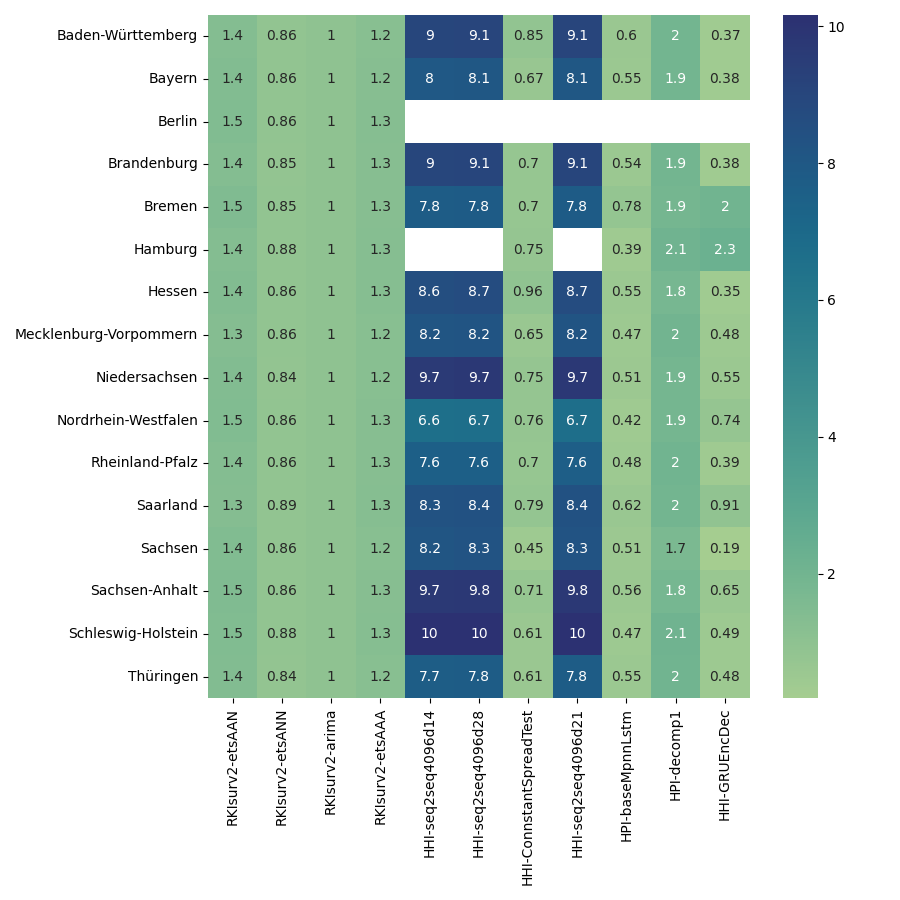 Baden-Württemberg 1.4 0.86 1 1.2 9 9.1 0.85 9.1 0.6 2 0.37
Bayern 1.4 0.86 1 1.2 8 8.1 0.67 8.1 0.55 1.9 0.38
Berlin 1.5 0.86 1 1.3
Brandenburg 1.4 0.85 1 1.3 9 9.1 0.7 9.1 0.54 1.9 0.38
Bremen 1.5 0.85 1 1.3 7.8 7.8 0.7 7.8 0.78 1.9 2
Hamburg 1.4 0.88 1 1.3 0.75 0.39 2.1 2.3
Hessen 1.4 0.86 1 1.3 8.6 8.7 0.96 8.7 0.55 1.8 0.35
Mecklenburg-Vorpommern 1.3 0.86 1 1.2 8.2 8.2 0.65 8.2 0.47 2 0.48
Niedersachsen 1.4 0.84 1 1.2 9.7 9.7 0.75 9.7 0.51 1.9 0.55
Nordrhein-Westfalen 1.5 0.86 1 1.3 6.6 6.7 0.76 6.7 0.42 1.9 0.74
Rheinland-Pfalz 1.4 0.86 1 1.3 7.6 7.6 0.7 7.6 0.48 2 0.39
Saarland 1.3 0.89 1 1.3 8.3 8.4 0.79 8.4 0.62 2 0.91
Sachsen 1.4 0.86 1 1.2 8.2 8.3 0.45 8.3 0.51 1.7 0.19
Sachsen-Anhalt 1.5 0.86 1 1.3 9.7 9.8 0.71 9.8 0.56 1.8 0.65
Schleswig-Holstein 1.5 0.88 1 1.3 10 10 0.61 10 0.47 2.1 0.49
Thüringen 1.4 0.84 1 1.2 7.7 7.8 0.61 7.8 0.55 2 0.48
RKIsurv2-etsAAN
RKIsurv2-etsANN
RKIsurv2-arima
RKIsurv2-etsAAA
HHI-seq2seq4096d14
HHI-seq2seq4096d28
HHI-ConnstantSpreadTest
HHI-seq2seq4096d21
HPI-baseMpnnLstm
HPI-decomp1
HHI-GRUEncDec
10
8
6
4
2